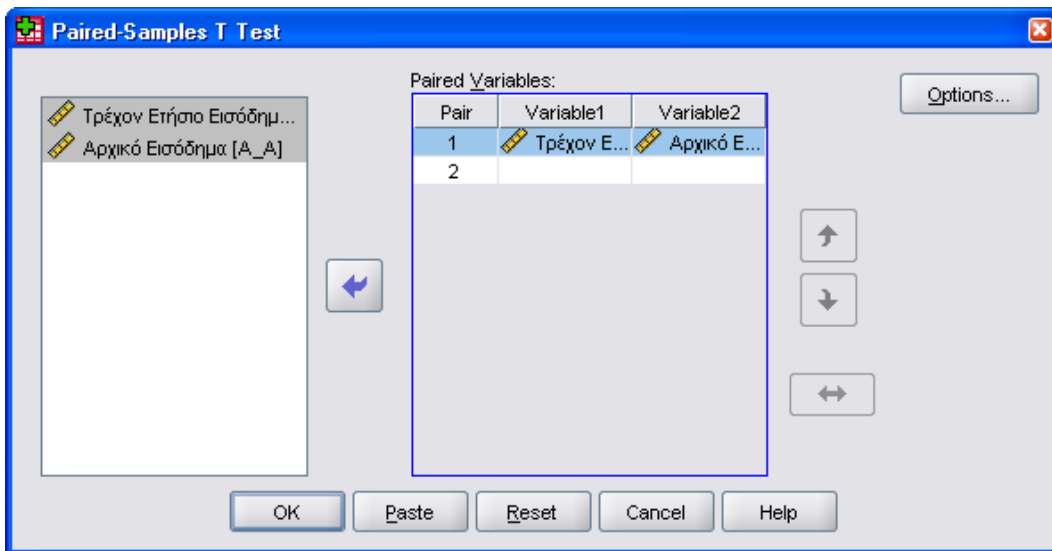 Paired-Samples T Test
Paired Variables:
Options...
Τρέχον Ετήσιο Εισόδημ...
Αρχικό Εισόδημα [A_A]
Pair Variable1 Variable2
1 Τρέχον Ε... Αρχικό Ε...
2
OK Paste Reset Cancel Help